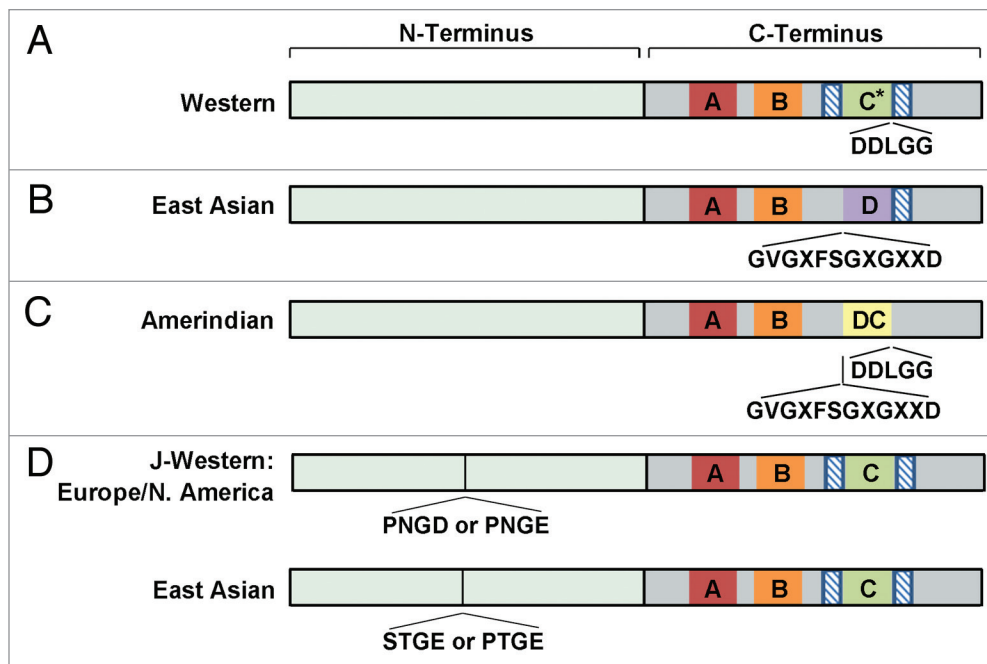 A
N-Terminus C-Terminus
Western A B C*
DDLGG
B
East Asian A B D
GVGXFSGXGXXD
C
Amerindian A B DC
DDLGG
GVGXFSGXGXXD
D
J-Western:
Europe/N. America A B C
PNGD or PNGE
East Asian A B C
STGE or PTGE